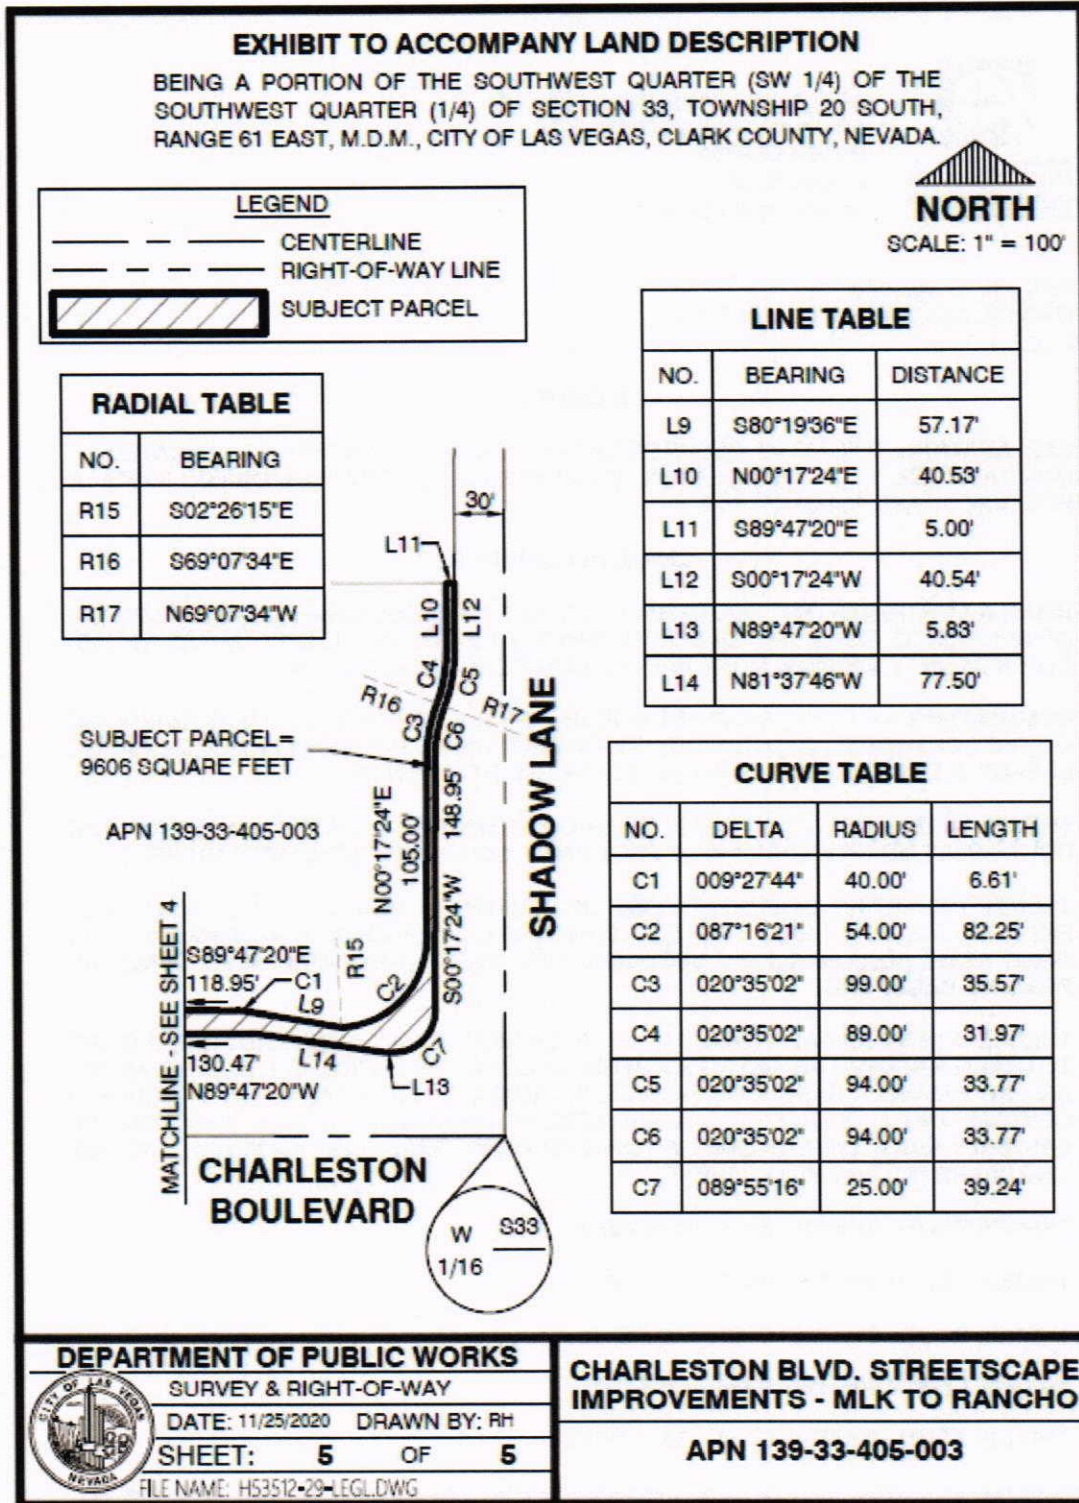 EXHIBIT TO ACCOMPANY LAND DESCRIPTION
BEING A PORTION OF THE SOUTHWEST QUARTER (SW 1/4) OF THE
SOUTHWEST QUARTER (1/4) OF SECTION 33, TOWNSHIP 20 SOUTH,
RANGE 61 EAST, M.D.M., CITY OF LAS VEGAS, CLARK COUNTY, NEVADA.
NORTH
SCALE: 1" = 100'
LEGEND
CENTERLINE
RIGHT-OF-WAY LINE
SUBJECT PARCEL
RADIAL TABLE
NO. BEARING
R15 S02°26'15"E
R16 S69°07'34"E
R17 N69°07'34"W
LINE TABLE
NO. BEARING DISTANCE
L9 S80°19'36"E 57.17'
L10 N00°17'24"E 40.53'
L11 S89°47'20"E 5.00'
L12 S00°17'24"W 40.54'
L13 N89°47'20"W 5.83'
L14 N81°37'46"W 77.50'
30'
L11
L10
L12
C4
C5
R16
R17
C3
C6
SUBJECT PARCEL=
9606 SQUARE FEET
APN 139-33-405-003
N00°17'24"E
105.00'
S00°17'24"W 148.95'
SHADOW LANE
MATCHLINE - SEE SHEET 4
S89°47'20"E
118.95'
C1
L9
R15
C2
C7
L14
L13
130.47'
N89°47'20"W
CHARLESTON
BOULEVARD
W
1/16
S33
CURVE TABLE
NO. DELTA RADIUS LENGTH
C1 009°27'44" 40.00' 6.61'
C2 087°16'21" 54.00' 82.25'
C3 020°35'02" 99.00' 35.57'
C4 020°35'02" 89.00' 31.97'
C5 020°35'02" 94.00' 33.77'
C6 020°35'02" 94.00' 33.77'
C7 089°55'16" 25.00' 39.24'
DEPARTMENT OF PUBLIC WORKS
SURVEY & RIGHT-OF-WAY
DATE: 11/25/2020 DRAWN BY: RH
SHEET: 5 OF 5
FILE NAME: H53512-29-LEGL.DWG
CITY OF LAS VEGAS
NEVADA
CHARLESTON BLVD. STREETSCAPE
IMPROVEMENTS - MLK TO RANCHO
APN 139-33-405-003